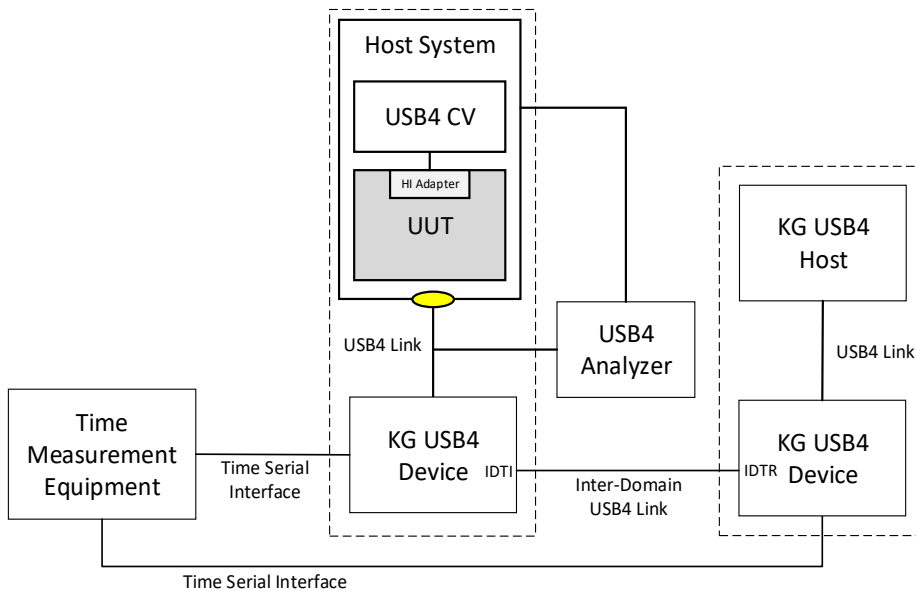 Host System
USB4 CV
HI Adapter
UUT
KG USB4
Host
USB4 Link
USB4
Analyzer
USB4 Link
Time
Measurement
Equipment
Time Serial
Interface
KG USB4
Device
IDTI
Inter-Domain
USB4 Link
IDTR
KG USB4
Device
Time Serial Interface